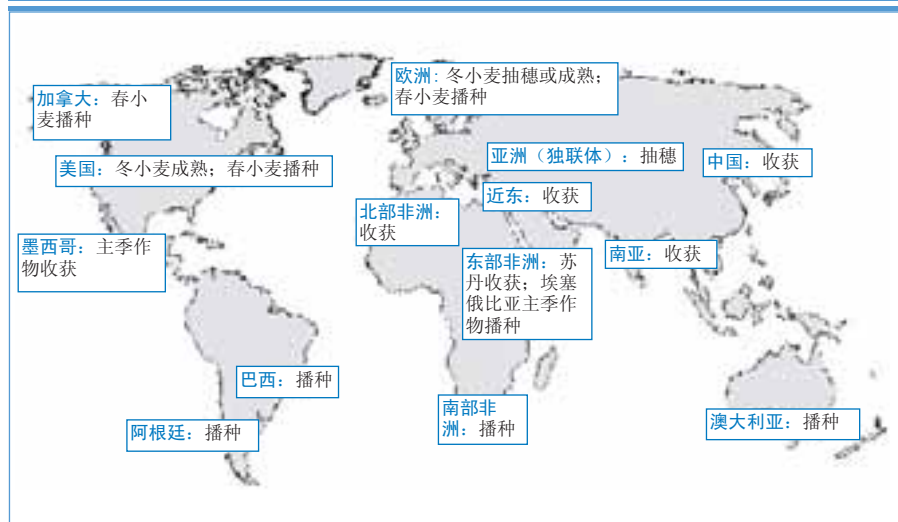 欧洲：冬小麦抽穗或成熟；
春小麦播种
加拿大：春小
麦播种
美国：冬小麦成熟；春小麦播种
亚洲（独联体）：抽穗
中国：收获
近东：收获
北部非洲：
收获
墨西哥：主季作
物收获
东部非洲：苏
丹收获；埃塞
俄比亚主季作
物播种
南亚：收获
巴西：播种
南部非
洲：播种
阿根廷：播种
澳大利亚：播种